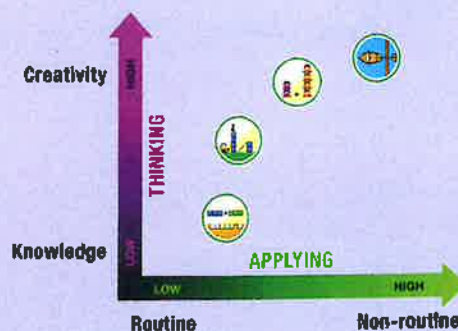 Creativity
HIGH
THINKING
Knowledge
LOW
APPLYING
LOW
HIGH
Routine
Non-routine